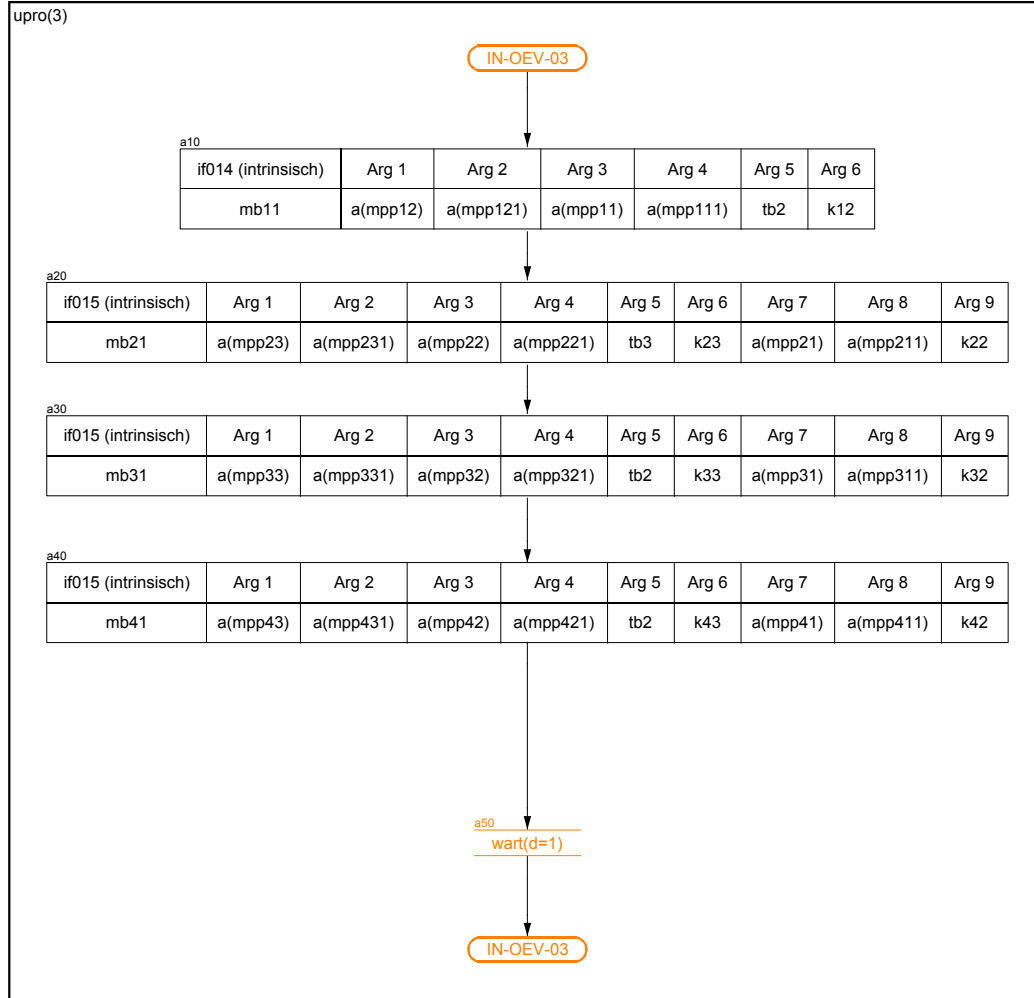 upro(3)
IN-OEV-03
a10
if014 (intrinsisch) Arg 1 Arg 2 Arg 3 Arg 4 Arg 5 Arg 6
mb11 a(mpp12) a(mpp121) a(mpp11) a(mpp111) tb2 k12
a20
if015 (intrinsisch) Arg 1 Arg 2 Arg 3 Arg 4 Arg 5 Arg 6 Arg 7 Arg 8 Arg 9
mb21 a(mpp23) a(mpp231) a(mpp22) a(mpp221) tb3 k23 a(mpp21) a(mpp211) k22
a30
if015 (intrinsisch) Arg 1 Arg 2 Arg 3 Arg 4 Arg 5 Arg 6 Arg 7 Arg 8 Arg 9
mb31 a(mpp33) a(mpp331) a(mpp32) a(mpp321) tb2 k33 a(mpp31) a(mpp311) k32
a40
if015 (intrinsisch) Arg 1 Arg 2 Arg 3 Arg 4 Arg 5 Arg 6 Arg 7 Arg 8 Arg 9
mb41 a(mpp43) a(mpp431) a(mpp42) a(mpp421) tb2 k43 a(mpp41) a(mpp411) k42
a50
wart(d=1)
IN-OEV-03